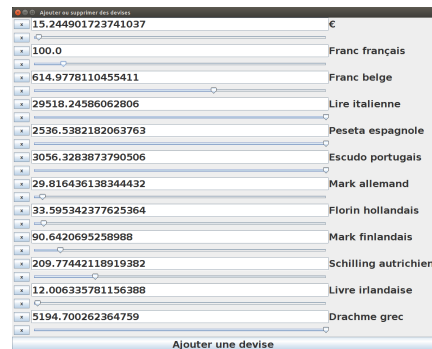 Ajouter ou supprimer des devises
x 15.244901723741037 €
x
x 100.0 Franc français
x
x 614.9778110455411 Franc belge
x
x 29518.24586062806 Lire italienne
x
x 2536.5382182063763 Peseta espagnole
x
x 3056.3283873790506 Escudo portugais
x
x 29.816436138344432 Mark allemand
x
x 33.595342377625364 Florin hollandais
x
x 90.6420695258988 Mark finlandais
x
x 209.77442118919382 Schilling autrichien
x
x 12.006335781156388 Livre irlandaise
x
x 5194.700262364759 Drachme grec
x
Ajouter une devise